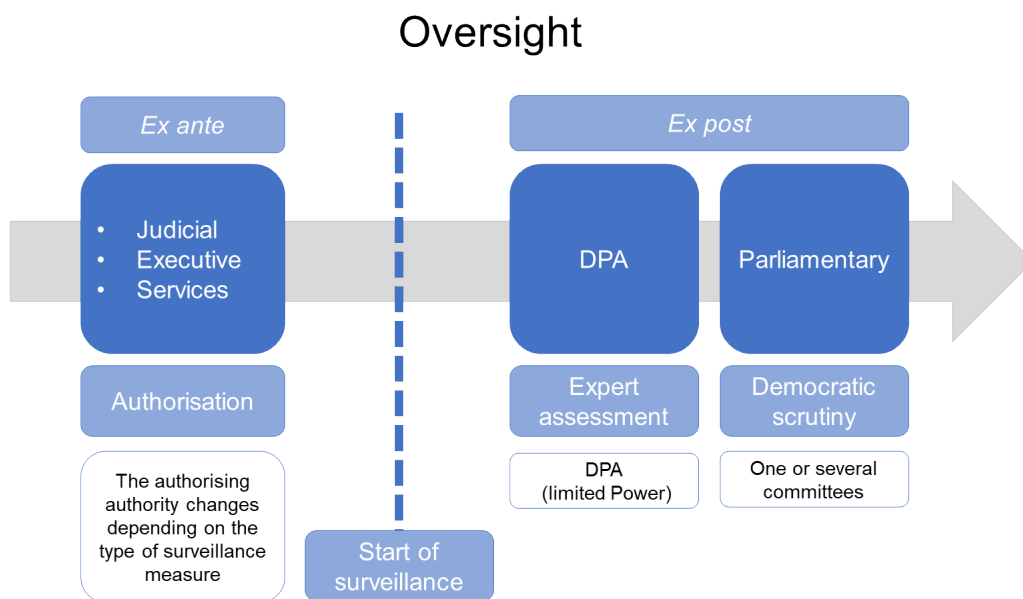 Oversight
Ex ante
Ex post
• Judicial
• Executive
• Services
DPA
Parliamentary
Authorisation
Expert
assessment
Democratic
scrutiny
The authorising
authority changes
depending on the
type of surveillance
measure
DPA
(limited Power)
One or several
committees
Start of
surveillance